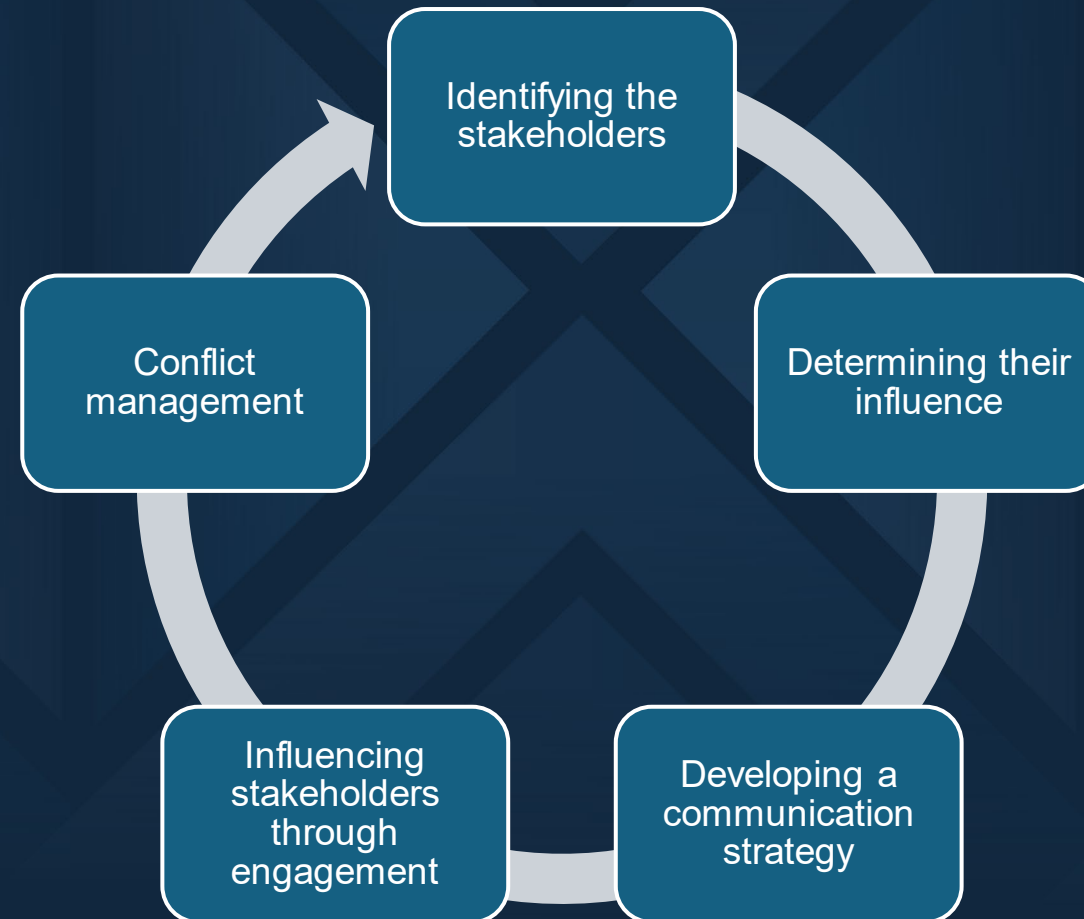 Identifying the
stakeholders
Determining their
influence
Developing a
communication
strategy
Influencing
stakeholders
through
engagement
Conflict
management